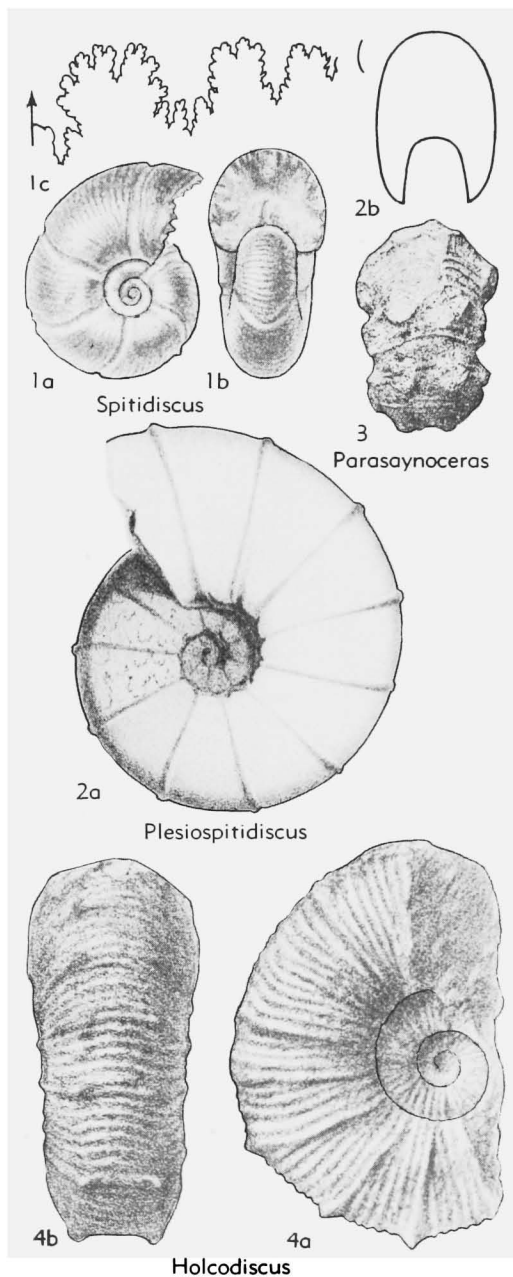 1c
2b
1a
1b
Spitidiscus
3
Parasaynoceras
2a
Plesiospitidiscus
4b
4a
Holcodiscus